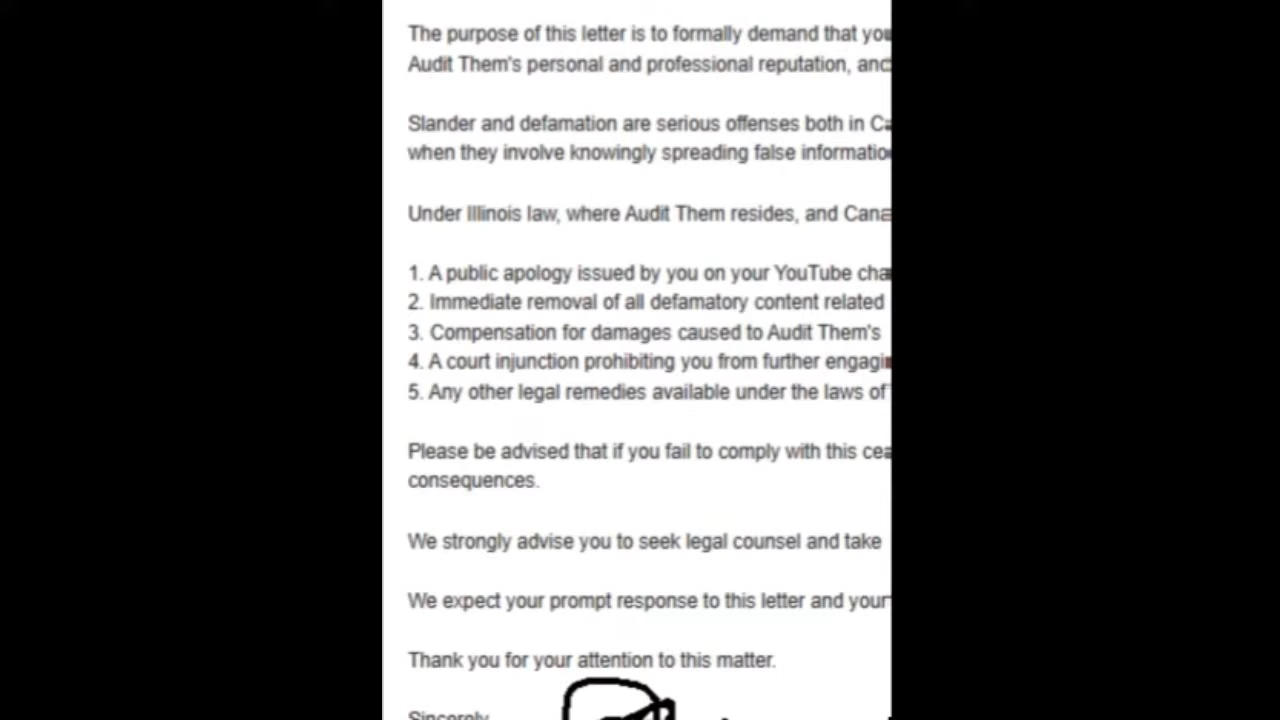 The purpose of this letter is to formally demand that you
Audit Them's personal and professional reputation, and
Slander and defamation are serious offenses both in Ca
when they involve knowingly spreading false informatio
Under Illinois law, where Audit Them resides, and Cana
1. A public apology issued by you on your YouTube cha
2. Immediate removal of all defamatory content related
3. Compensation for damages caused to Audit Them's
4. A court injunction prohibiting you from further engagi
5. Any other legal remedies available under the laws of
Please be advised that if you fail to comply with this cea
consequences.
We strongly advise you to seek legal counsel and take
We expect your prompt response to this letter and your
Thank you for your attention to this matter.
Sincerely